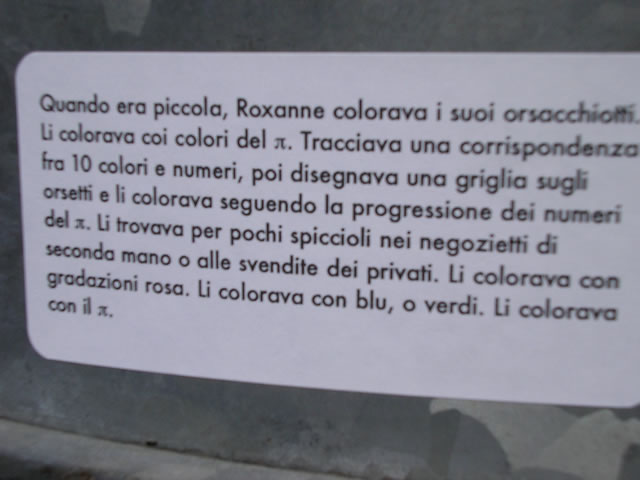 Quando era piccola, Roxanne colorava i suoi orsacchiotti.
Li colorava coi colori del π. Tracciava una corrispondenza
fra 10 colori e numeri, poi disegnava una griglia sugli
orsetti e li colorava seguendo la progressione dei numeri
del π. Li trovava per pochi spiccioli nei negozietti di
seconda mano o alle svendite dei privati. Li colorava con
gradazioni rosa. Li colorava con blu, o verdi. Li colorava
con il π.